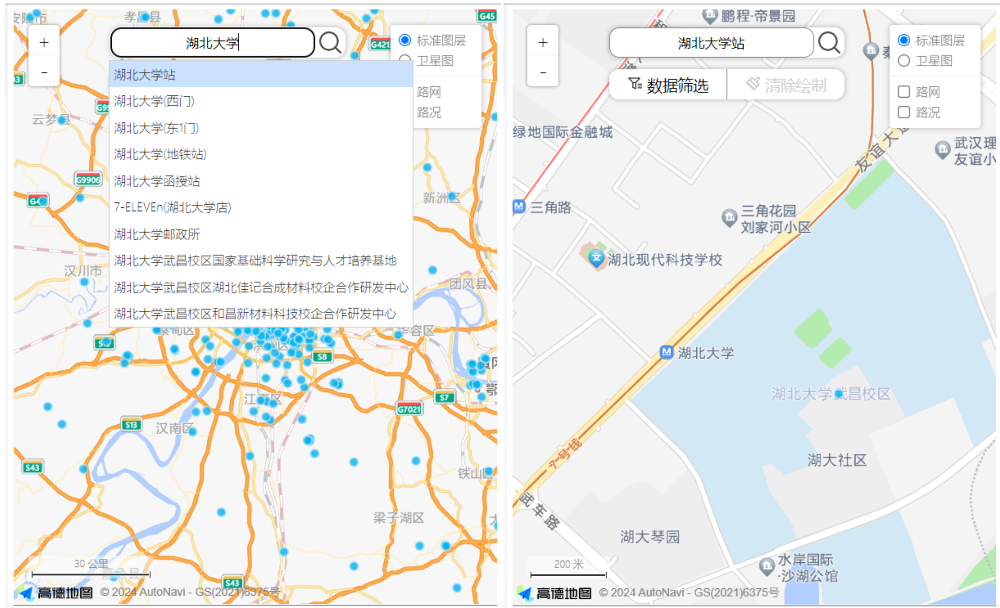 孝昌县
G45
+
-
湖北大学
G421
标准图层
卫星图
路网
路况
湖北大学站
湖北大学(西门)
湖北大学(东1门)
湖北大学(地铁站)
湖北大学函授站
7-ELEVEn(湖北大学店)
湖北大学邮政所
湖北大学武昌校区国家基础科学研究与人才培养基地
湖北大学武昌校区湖北佳记合成材料校企合作研发中心
湖北大学武昌校区和昌新材料科技校企合作研发中心
云梦县
G9906
新洲区
汉川市
团风县
蔡甸区
华容区
S8
江夏区
S7
G7021
S13
汉南区
S43
铁山区
梁子湖区
30 公里
嘉鱼县
S43
高德地图
© 2024 AutoNavi - GS(2021)6375号
鹏程·帝景园
+
-
湖北大学站
标准图层
卫星图
路网
路况
数据筛选
清除绘制
绿地国际金融城
友谊大道
武汉理
友谊小
三角路
三角花园
刘家河小区
湖北现代科技学校
湖北大学
湖北大学武昌校区
7号线
湖大社区
武车路
湖大琴园
水岸国际
·沙湖公馆
200 米
高德地图
© 2024 AutoNavi - GS(2021)6375号